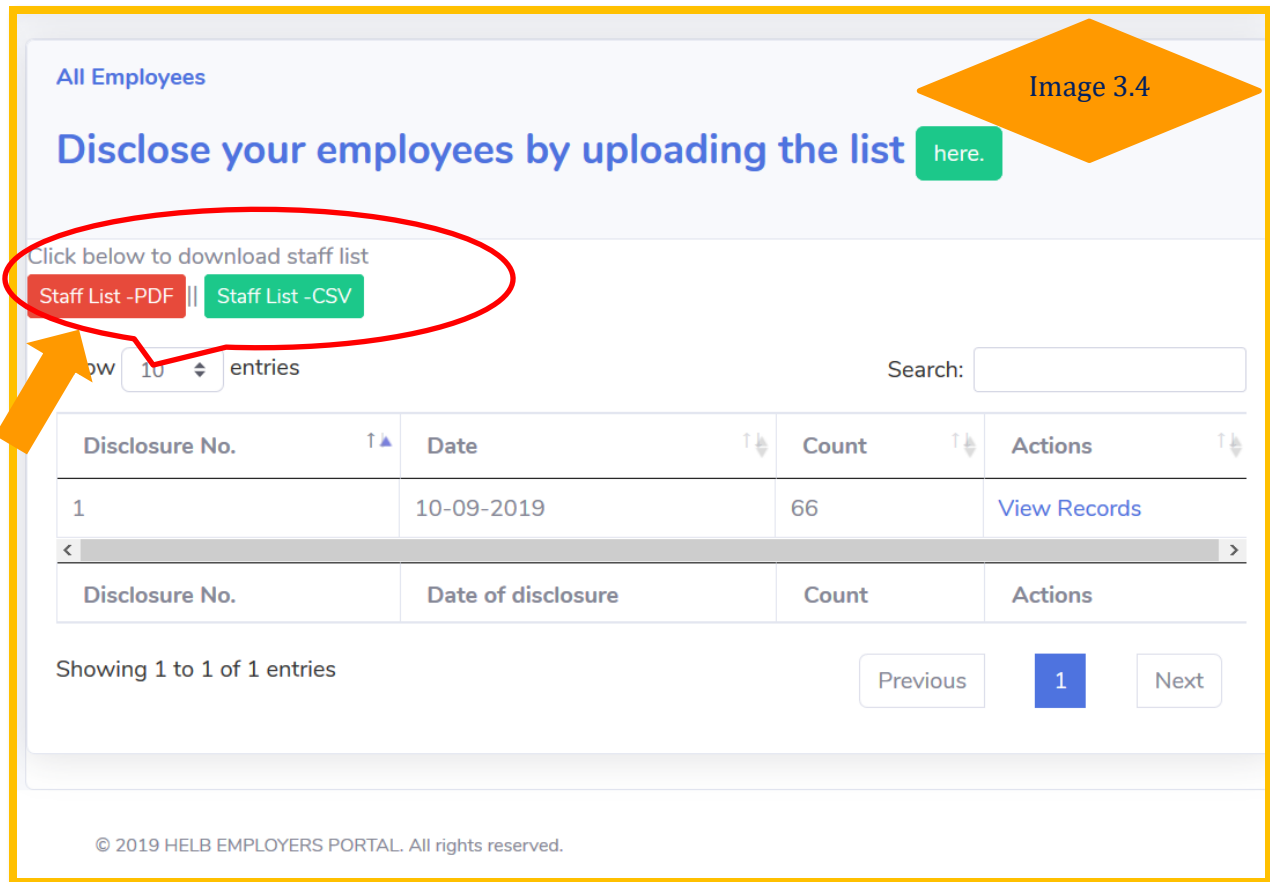 All Employees
Image 3.4
Disclose your employees by uploading the list here.
Click below to download staff list
Staff List -PDF || Staff List -CSV
10 entries Search:
Disclosure No. Date Count Actions
1 10-09-2019 66 View Records
Disclosure No. Date of disclosure Count Actions
Showing 1 to 1 of 1 entries Previous 1 Next
© 2019 HELB EMPLOYERS PORTAL. All rights reserved.